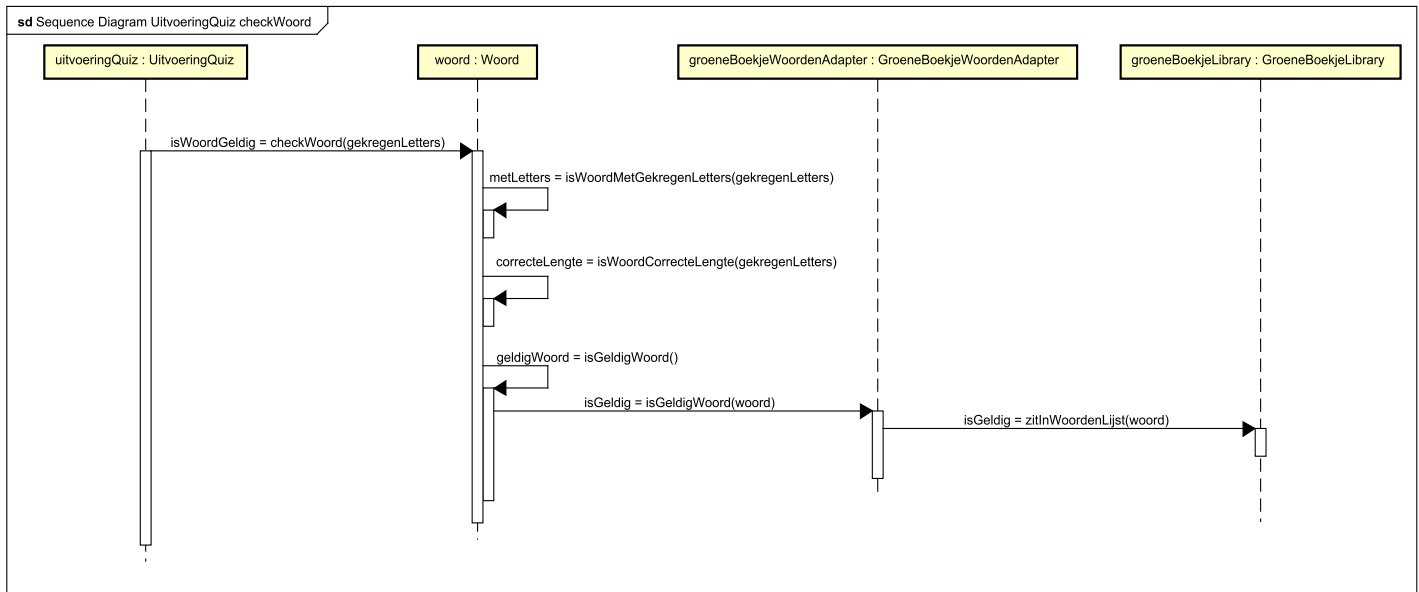 sd Sequence Diagram UitvoeringQuiz checkWoord
uitvoeringQuiz : UitvoeringQuiz
woord : Woord
groeneBoekjeWoordenAdapter : GroeneBoekjeWoordenAdapter
groeneBoekjeLibrary : GroeneBoekjeLibrary
isWoordGeldig = checkWoord(gekregenLetters)
metLetters = isWoordMetGekregenLetters(gekregenLetters)
correcteLengte = isWoordCorrecteLengte(gekregenLetters)
geldigWoord = isGeldigWoord()
isGeldig = isGeldigWoord(woord)
isGeldig = zitInWoordenLijst(woord)